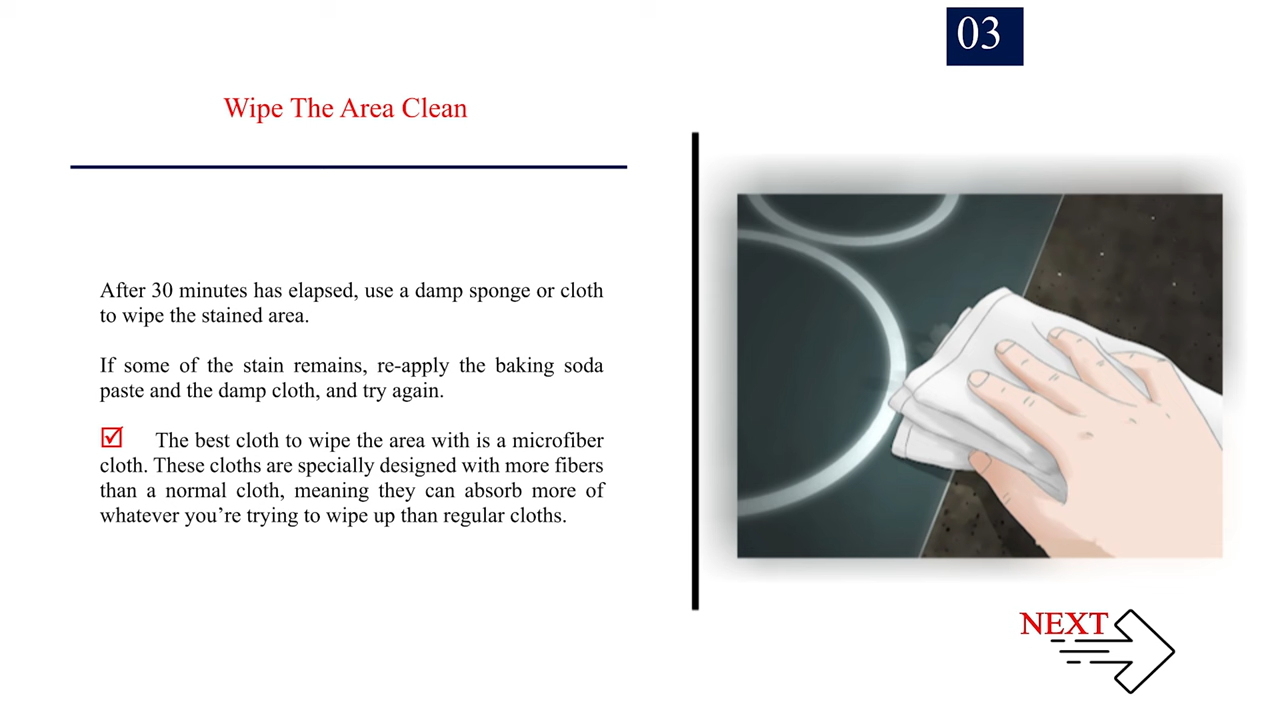 03
Wipe The Area Clean
After 30 minutes has elapsed, use a damp sponge or cloth
to wipe the stained area.
If some of the stain remains, re-apply the baking soda
paste and the damp cloth, and try again.
The best cloth to wipe the area with is a microfiber
cloth. These cloths are specially designed with more fibers
than a normal cloth, meaning they can absorb more of
whatever you’re trying to wipe up than regular cloths.
NEXT